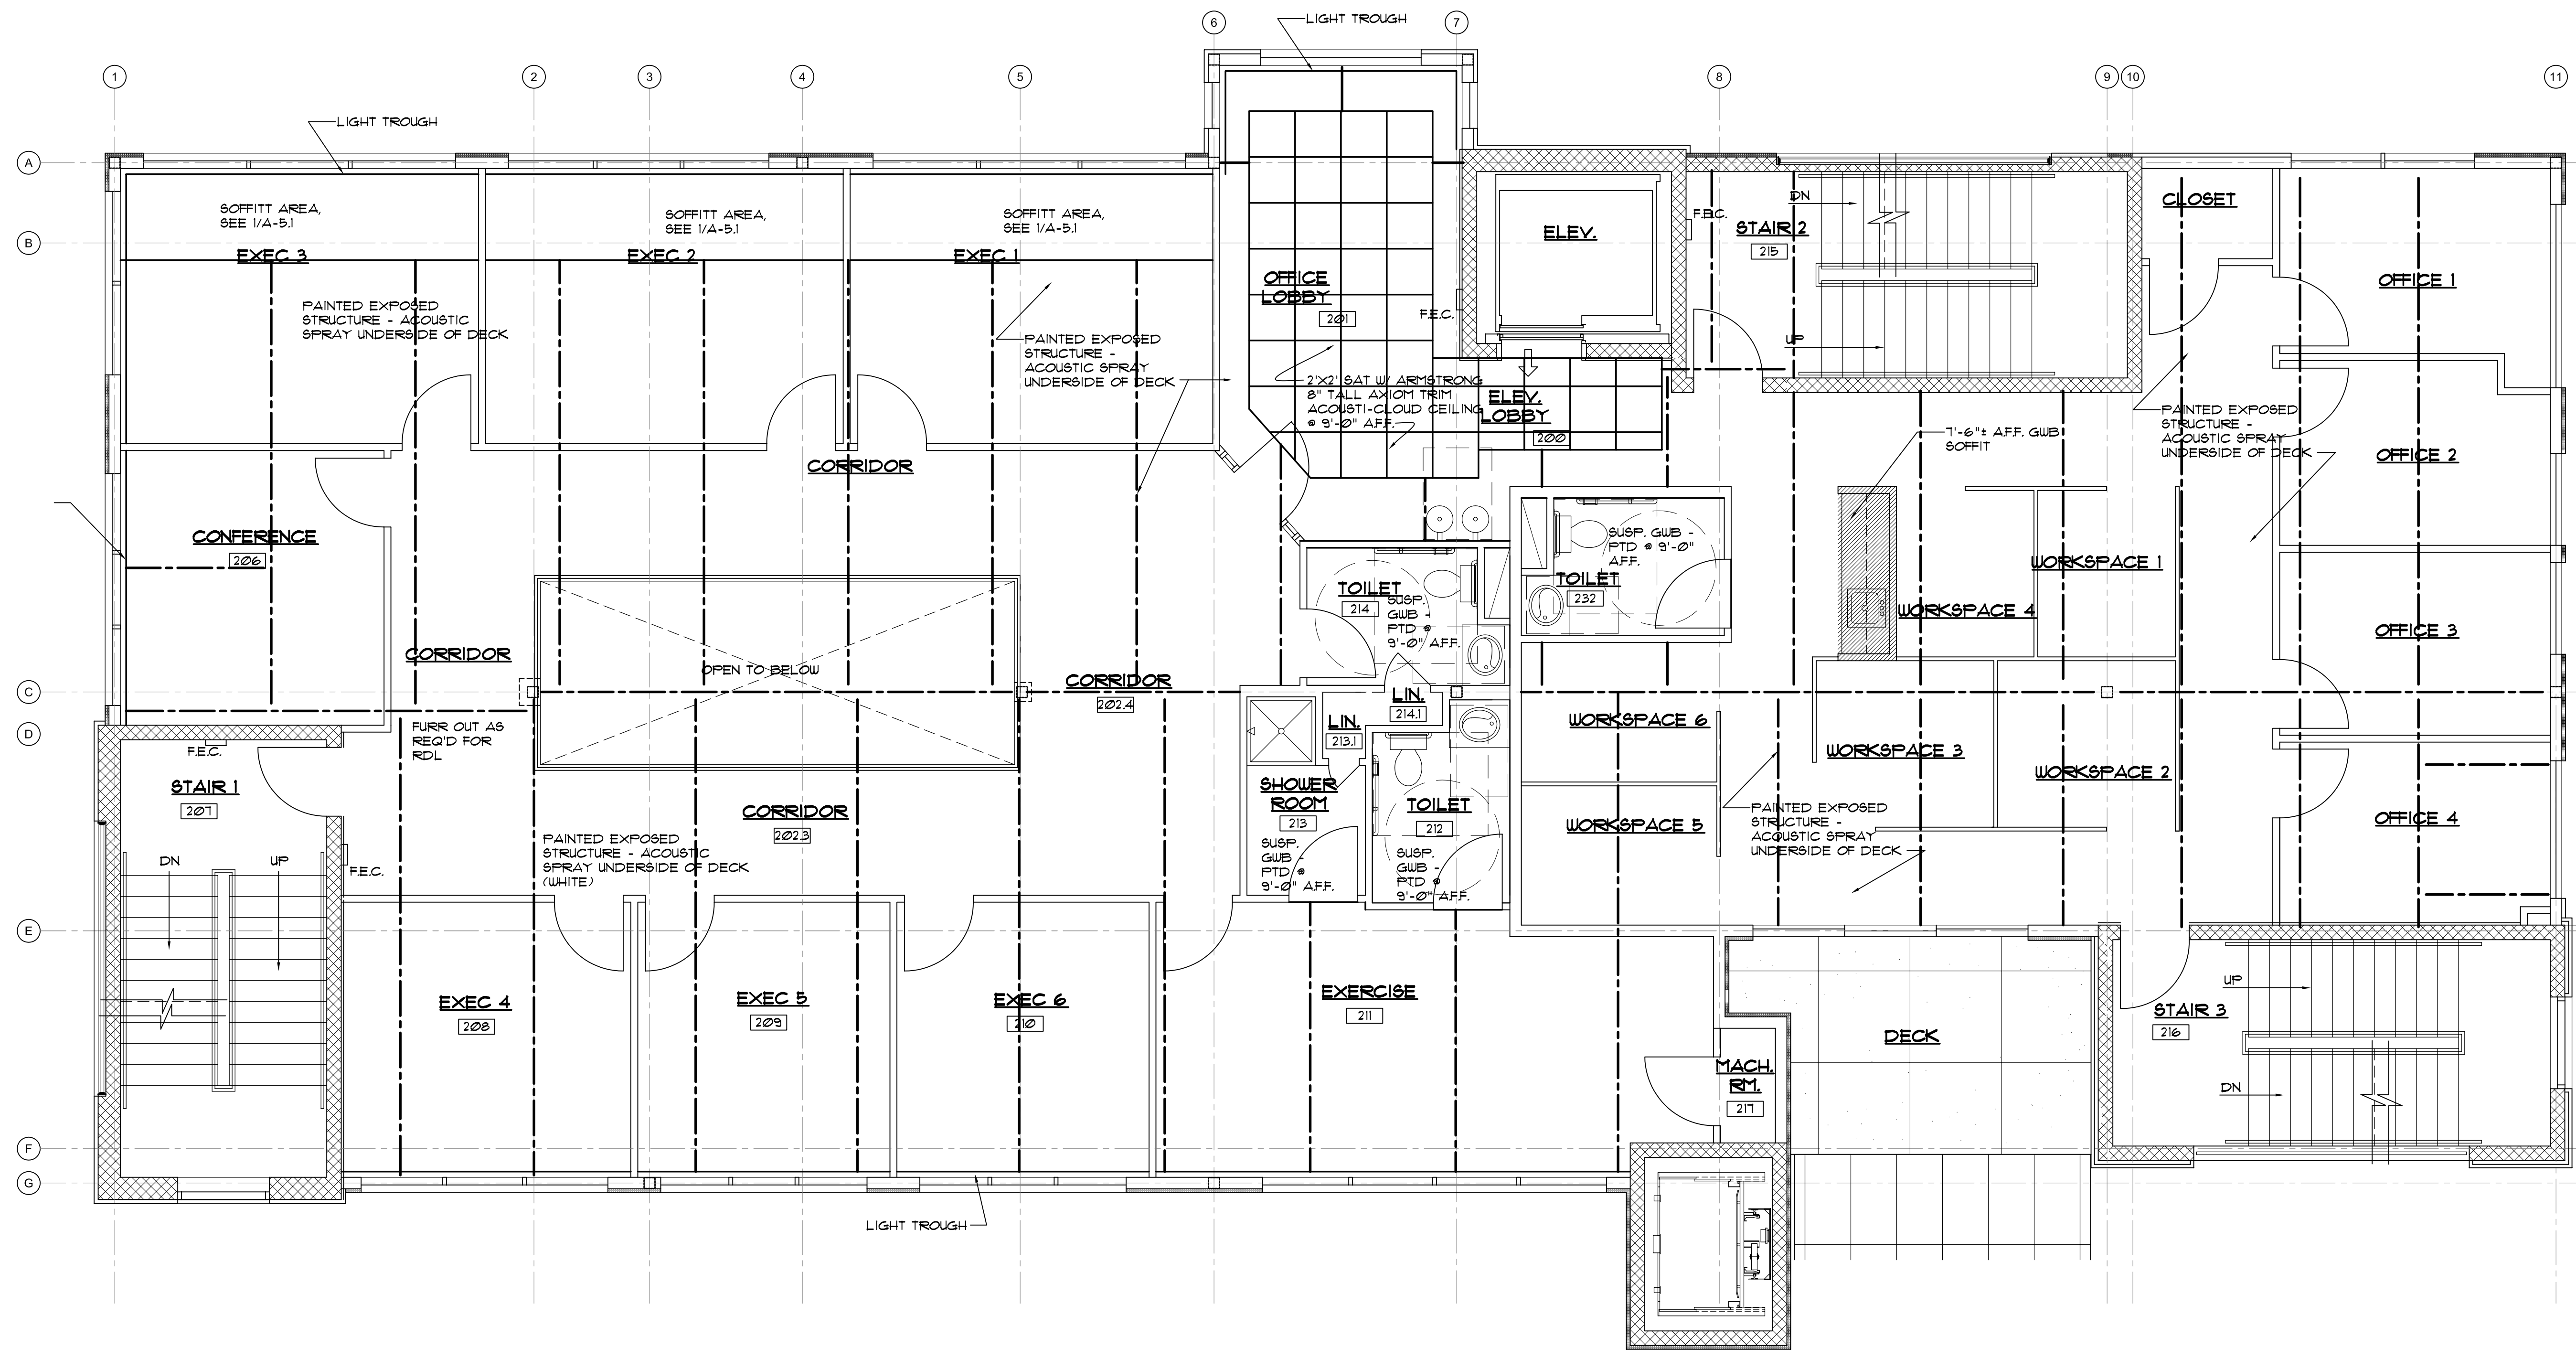 LIGHT TROUGH
6
7
1
2
3
4
5
8
9
10
11
LIGHT TROUGH
A
B
C
D
E
F
G
SOFFITT AREA,
SEE 1/A-5.1
SOFFITT AREA,
SEE 1/A-5.1
SOFFITT AREA,
SEE 1/A-5.1
EXEC 3
EXEC 2
EXEC 1
PAINTED EXPOSED
STRUCTURE - ACOUSTIC
SPRAY UNDERSIDE OF DECK
PAINTED EXPOSED
STRUCTURE -
ACOUSTIC SPRAY
UNDERSIDE OF DECK
OFFICE
LOBBY
201
F.E.C.
ELEV.
F.E.C.
STAIR 2
215
DN
UP
CLOSET
OFFICE 1
2'X2' SAT W/ ARMSTRONG
8" TALL AXIOM TRIM
ACOUSTI-CLOUD CEILING
@ 9'-0" A.F.F.
ELEV.
LOBBY
200
7'-6"± A.F.F. GWB
SOFFIT
PAINTED EXPOSED
STRUCTURE -
ACOUSTIC SPRAY
UNDERSIDE OF DECK
OFFICE 2
CORRIDOR
CONFERENCE
206
SUSP. GWB -
PTD @ 9'-0"
A.F.F.
TOILET
232
TOILET
214
SUSP.
GWB -
PTD @
9'-0" A.F.F.
WORKSPACE 1
WORKSPACE 4
OFFICE 3
CORRIDOR
OPEN TO BELOW
CORRIDOR
202.4
LIN.
214.1
LIN.
213.1
WORKSPACE 6
WORKSPACE 3
WORKSPACE 2
FURR OUT AS
REQ'D FOR
RDL
F.E.C.
STAIR 1
207
DN
UP
F.E.C.
CORRIDOR
202.3
PAINTED EXPOSED
STRUCTURE - ACOUSTIC
SPRAY UNDERSIDE OF DECK
(WHITE)
SHOWER
ROOM
213
SUSP.
GWB -
PTD @
9'-0" A.F.F.
TOILET
212
SUSP.
GWB -
PTD @
9'-0" A.F.F.
WORKSPACE 5
PAINTED EXPOSED
STRUCTURE -
ACOUSTIC SPRAY
UNDERSIDE OF DECK
OFFICE 4
EXEC 4
208
EXEC 5
209
EXEC 6
210
EXERCISE
211
MACH.
RM.
217
DECK
STAIR 3
216
UP
DN
LIGHT TROUGH